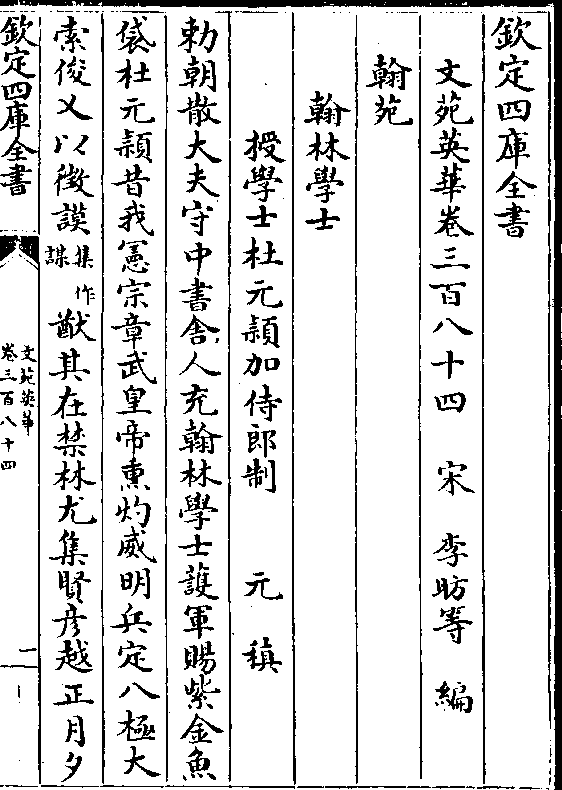 欽定四庫全書
文苑英華卷三百八十四 宋 李昉等 編
翰苑
翰林學士
授學士杜元頴加侍郎制 元稹
勅朝散大夫守中書舎人充翰林學士護軍賜紫金魚
袋杜元頴昔我憲宗章武皇帝熏灼威明兵定八極大
索俊乂以徴謨集作謀猷其在禁林尤集賢彦越正月夕
欽定四庫全書
文苑英華
卷三百八十四
一